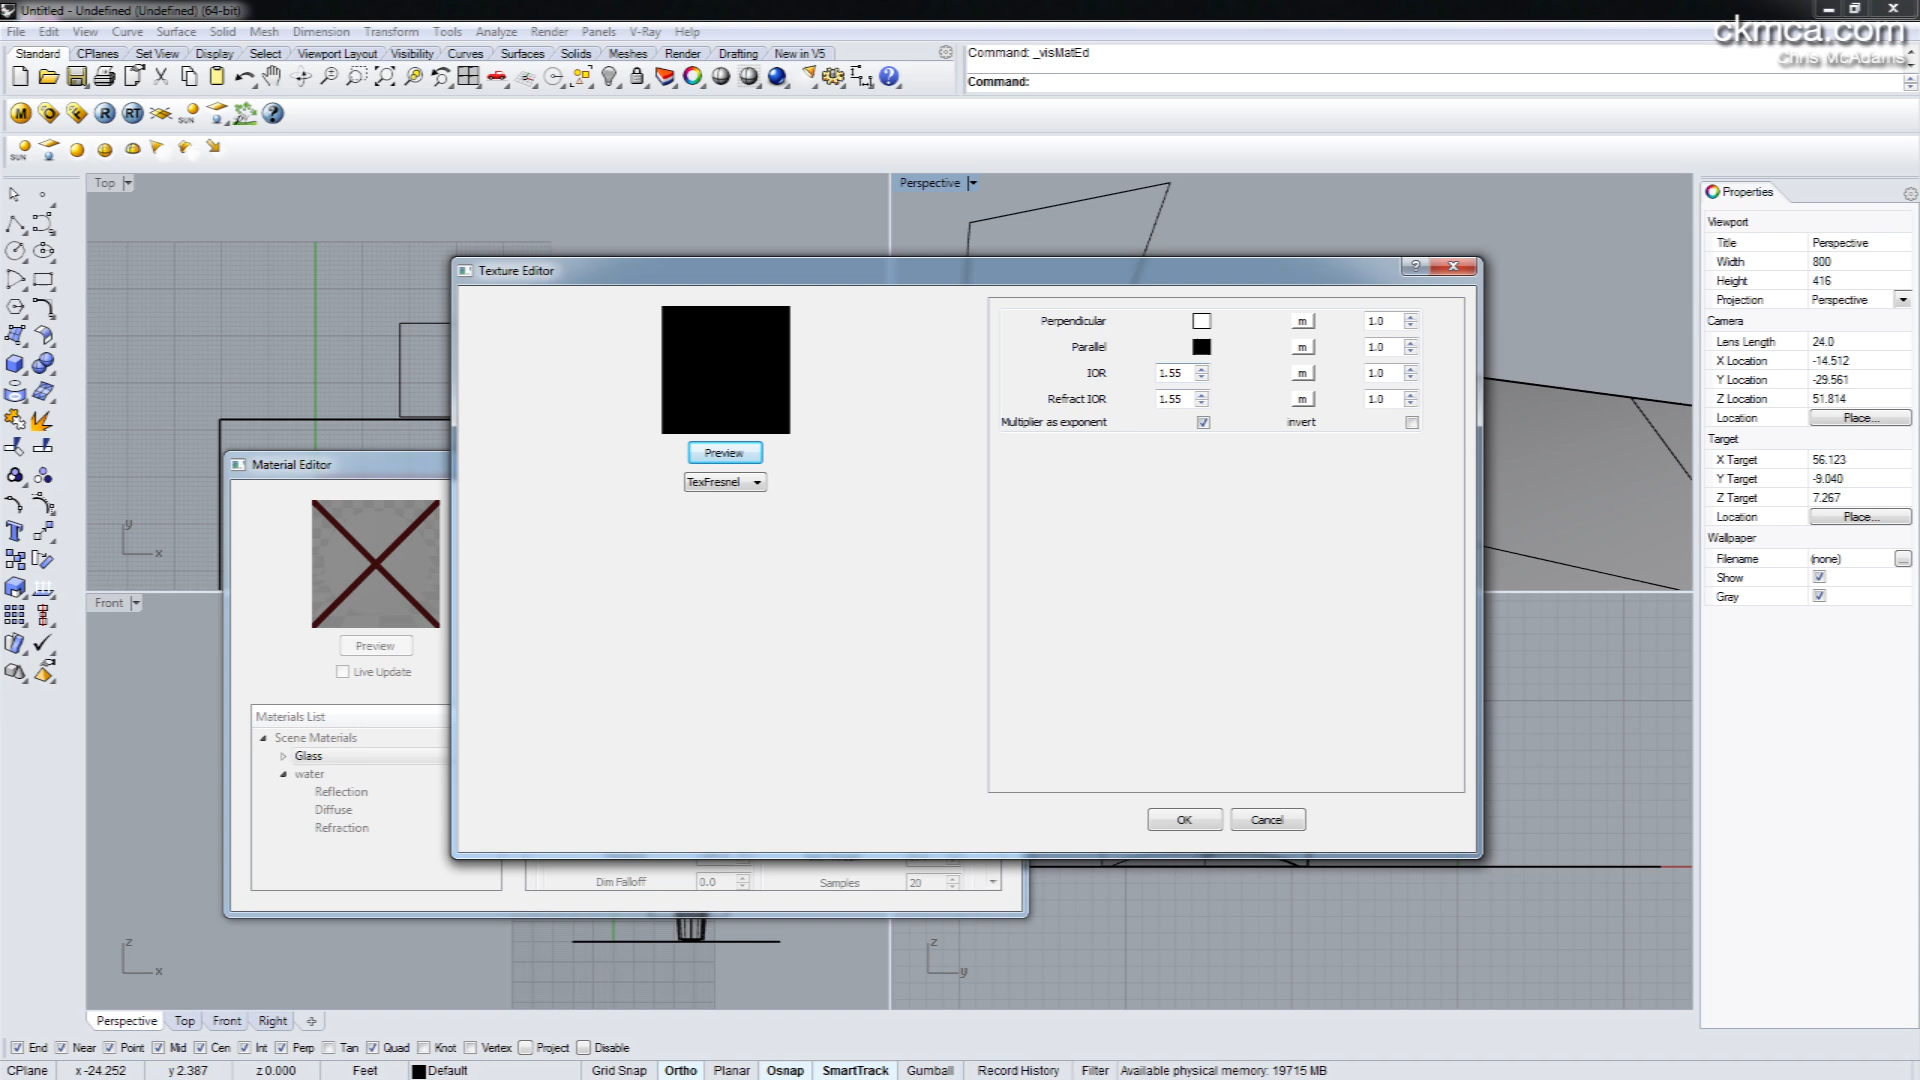 Untitled - Undefined (Undefined) (64-bit)
ckmca.com
Chris McAdams
File Edit View Curve Surface Solid Mesh Dimension Transform Tools Analyze Render Panels V-Ray Help
Standard CPlanes Set View Display Select Viewport Layout Visibility Curves Surfaces Solids Meshes Render Drafting New in V5
Command: _visMatEd
Command:
M O R RT SUN
SUN
Top
Perspective
Properties
Viewport
Title Perspective
Width 800
Height 416
Projection Perspective
Camera
Lens Length 24.0
X Location -14.512
Y Location -29.561
Z Location 51.814
Location Place...
Target
X Target 56.123
Y Target -9.040
Z Target 7.267
Location Place...
Wallpaper
Filename (none) ...
Show
Gray
Texture Editor
Perpendicular m 1.0
Parallel m 1.0
IOR 1.55 m 1.0
Refract IOR 1.55 m 1.0
Multiplier as exponent invert
Preview
TexFresnel
OK Cancel
Material Editor
Preview
Live Update
Materials List
Scene Materials
Glass
water
Reflection
Diffuse
Refraction
Dim Falloff 0.0 Samples 20
y
x
Front
z
x
z
y
Perspective Top Front Right
End Near Point Mid Cen Int Perp Tan Quad Knot Vertex Project Disable
CPlane x -24.252 y 2.387 z 0.000 Feet Default Grid Snap Ortho Planar Osnap SmartTrack Gumball Record History Filter Available physical memory: 19715 MB